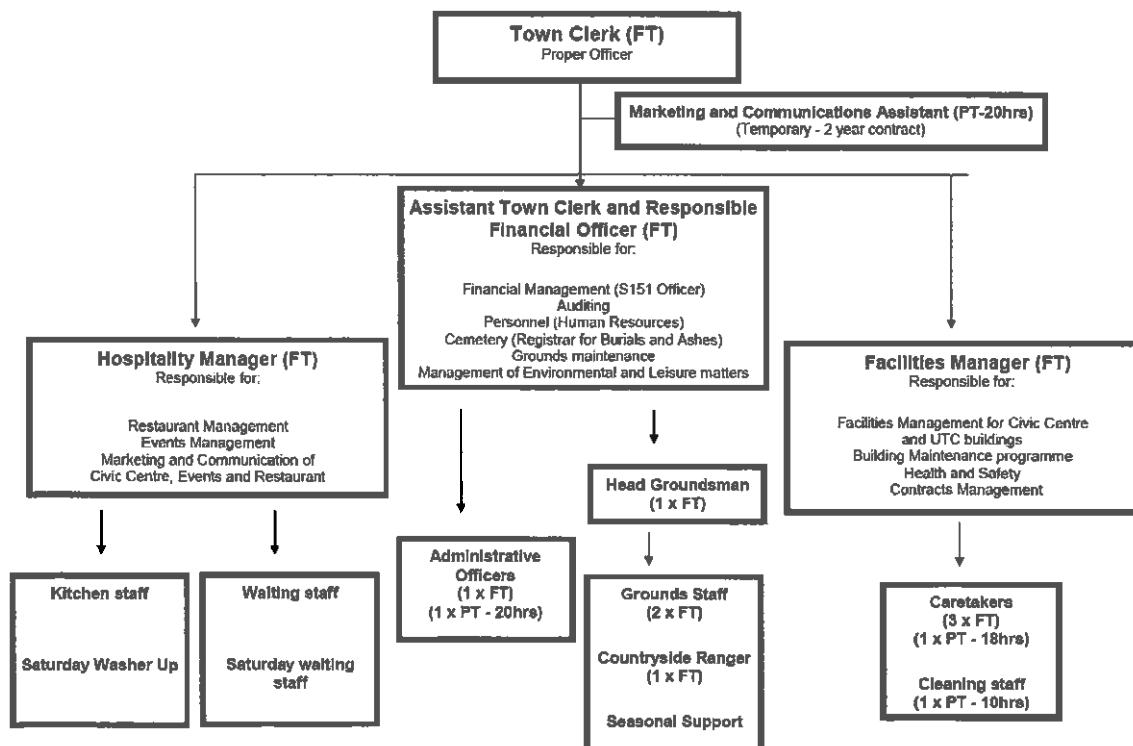 Town Clerk (FT)
Proper Officer
Marketing and Communications Assistant (PT-20hrs)
(Temporary - 2 year contract)
Assistant Town Clerk and Responsible
Financial Officer (FT)
Responsible for:
Financial Management (S151 Officer)
Auditing
Personnel (Human Resources)
Cemetery (Registrar for Burials and Ashes)
Grounds maintenance
Management of Environmental and Leisure matters
Hospitality Manager (FT)
Responsible for:
Restaurant Management
Events Management
Marketing and Communication of
Civic Centre, Events and Restaurant
Facilities Manager (FT)
Responsible for:
Facilities Management for Civic Centre
and UTC buildings
Building Maintenance programme
Health and Safety
Contracts Management
Head Groundsman
(1 x FT)
Administrative
Officers
(1 x FT)
(1 x PT - 20hrs)
Kitchen staff
Saturday Washer Up
Waiting staff
Saturday waiting
staff
Grounds Staff
(2 x FT)
Countryside Ranger
(1 x FT)
Seasonal Support
Caretakers
(3 x FT)
(1 x PT - 18hrs)
Cleaning staff
(1 x PT - 10hrs)